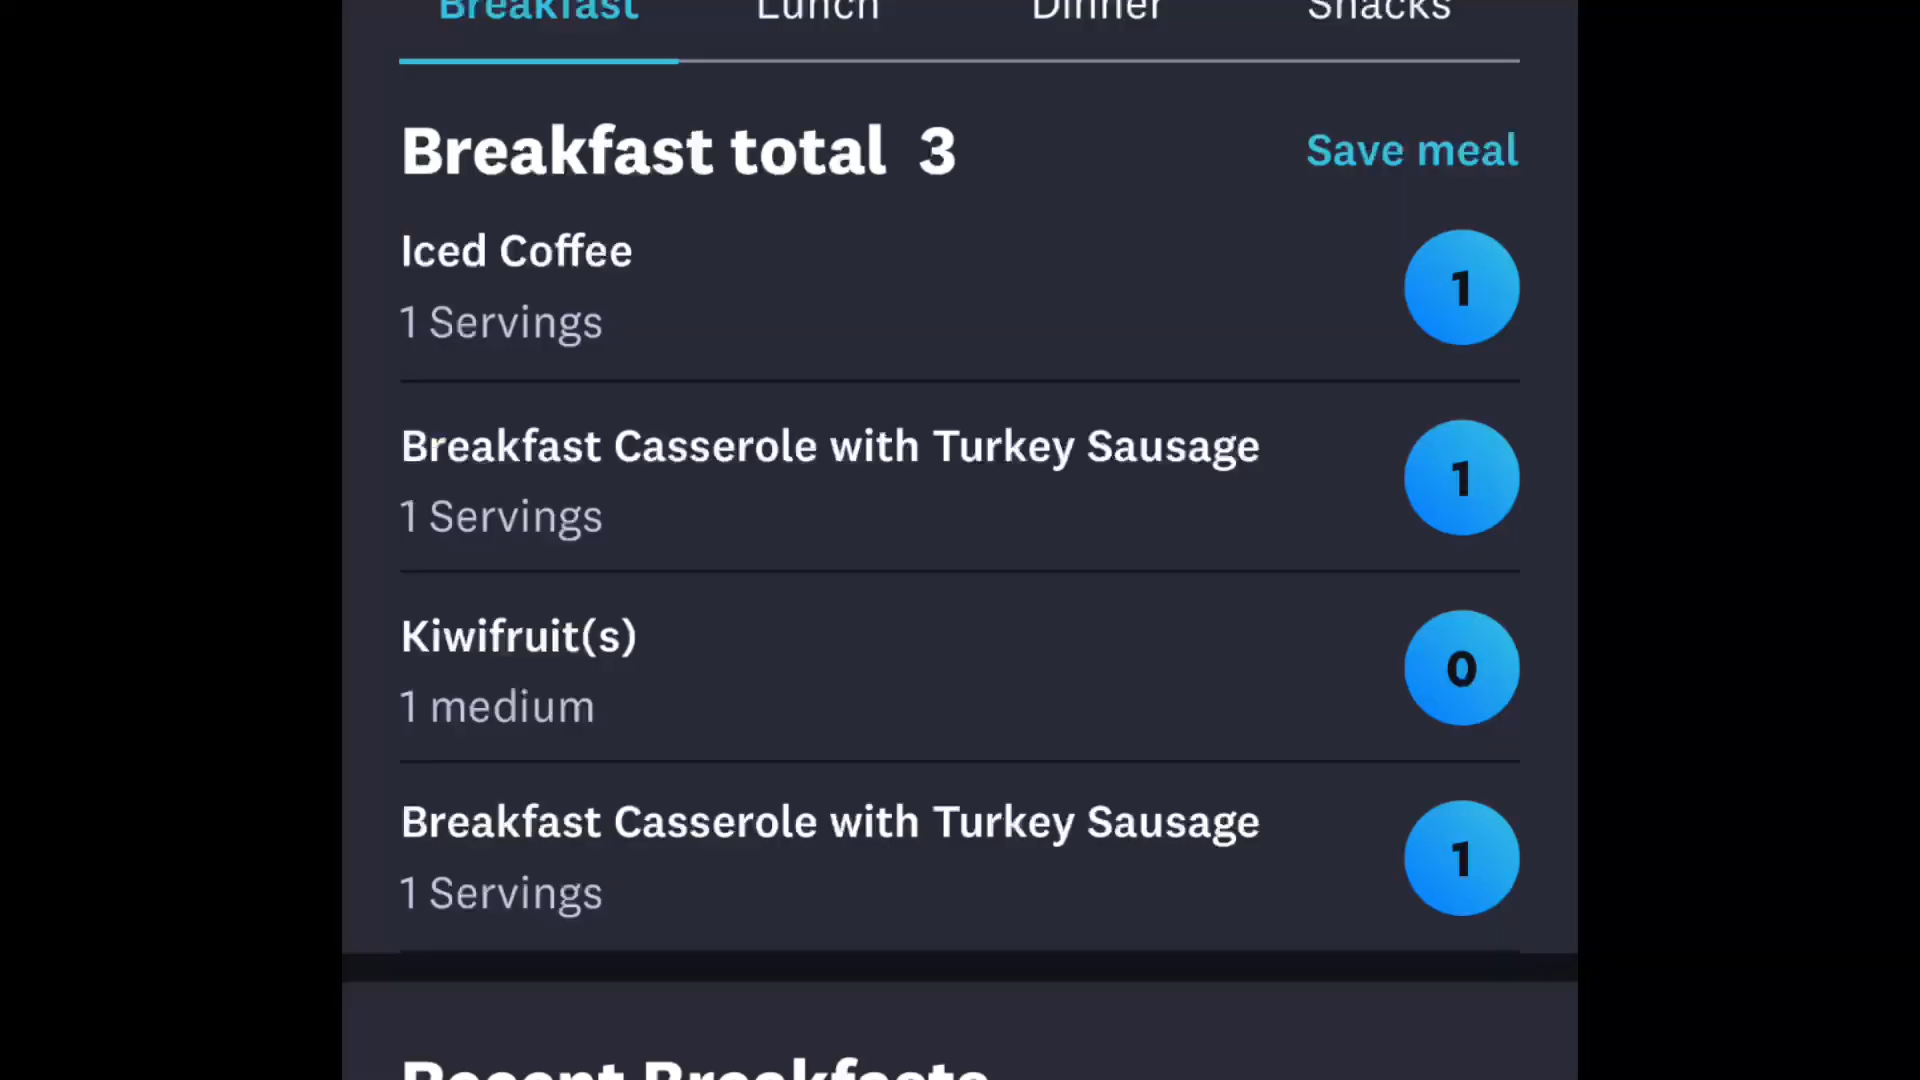 Breakfast Lunch Dinner Snacks
Breakfast total 3 Save meal
Iced Coffee
1 Servings
1
Breakfast Casserole with Turkey Sausage
1 Servings
1
Kiwifruit(s)
1 medium
0
Breakfast Casserole with Turkey Sausage
1 Servings
1
Recent Breakfasts